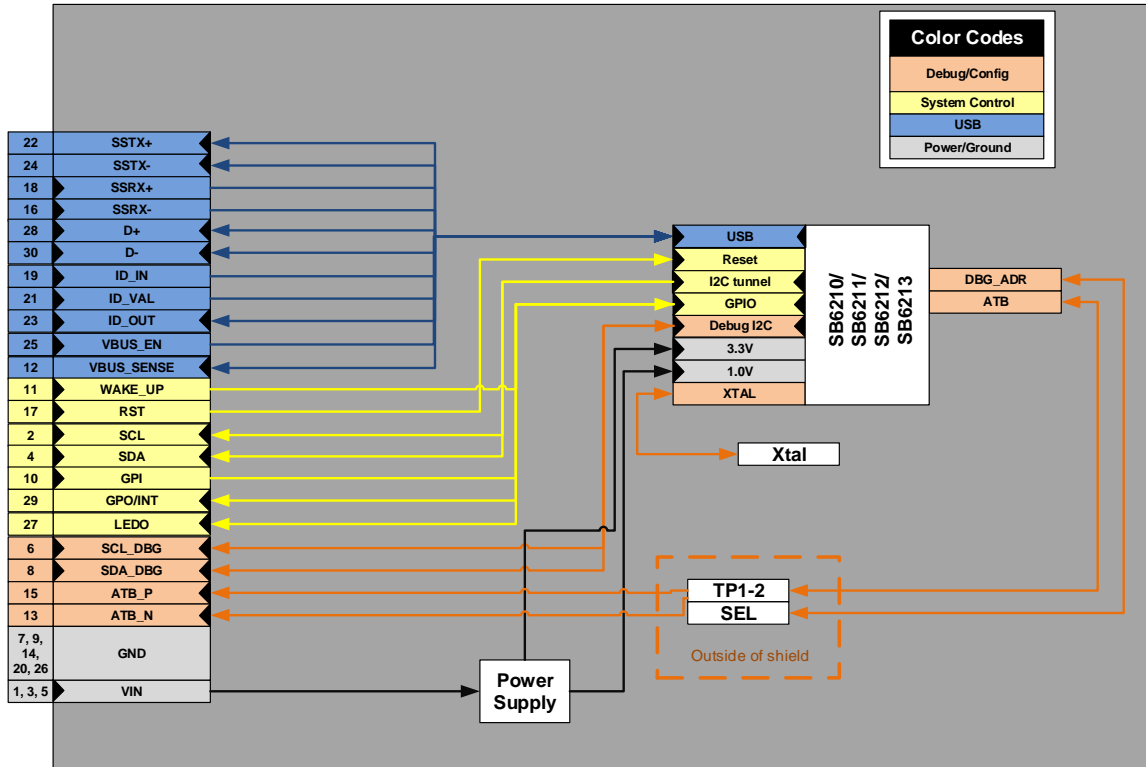 Color Codes
Debug/Config
System Control
USB
Power/Ground
22 SSTX+
24 SSTX-
18 SSRX+
16 SSRX-
28 D+
30 D-
19 ID_IN
21 ID_VAL
23 ID_OUT
25 VBUS_EN
12 VBUS_SENSE
11 WAKE_UP
17 RST
2 SCL
4 SDA
10 GPI
29 GPO/INT
27 LEDO
6 SCL_DBG
8 SDA_DBG
15 ATB_P
13 ATB_N
7, 9,
14,
20, 26
GND
1, 3, 5 VIN
USB
Reset
I2C tunnel
GPIO
Debug I2C
3.3V
1.0V
XTAL
SB6210/
SB6211/
SB6212/
SB6213
DBG_ADR
ATB
Xtal
TP1-2
SEL
Outside of shield
Power
Supply